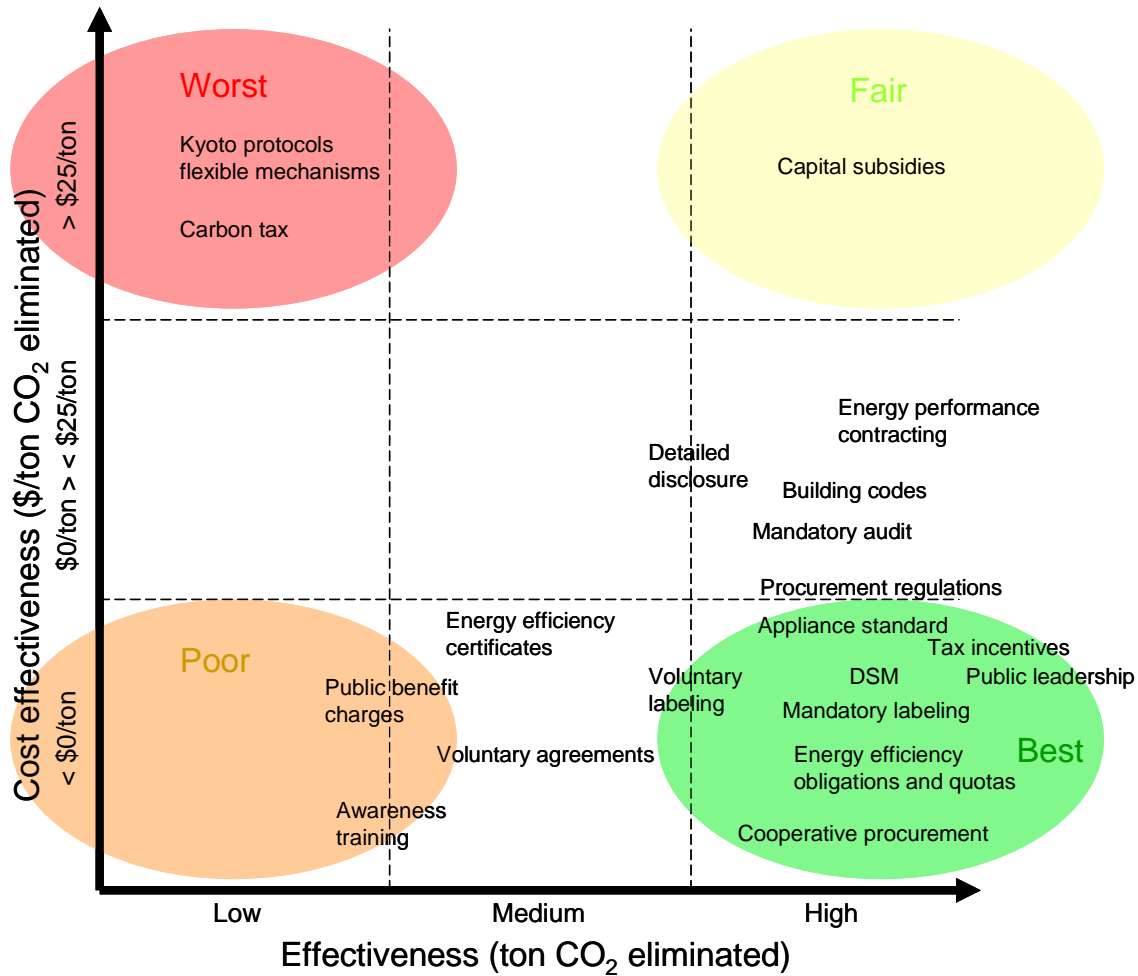 Worst
Fair
Kyoto protocols
flexible mechanisms
Capital subsidies
Carbon tax
Cost effectiveness ($/ton CO₂ eliminated)
> $25/ton
$0/ton > < $25/ton
< $0/ton
Energy performance
contracting
Detailed
disclosure
Building codes
Mandatory audit
Procurement regulations
Energy efficiency
certificates
Appliance standard
Tax incentives
Poor
Public benefit
charges
Voluntary
labeling
DSM
Public leadership
Mandatory labeling
Voluntary agreements
Energy efficiency
obligations and quotas
Best
Awareness
training
Cooperative procurement
Low
Medium
High
Effectiveness (ton CO₂ eliminated)